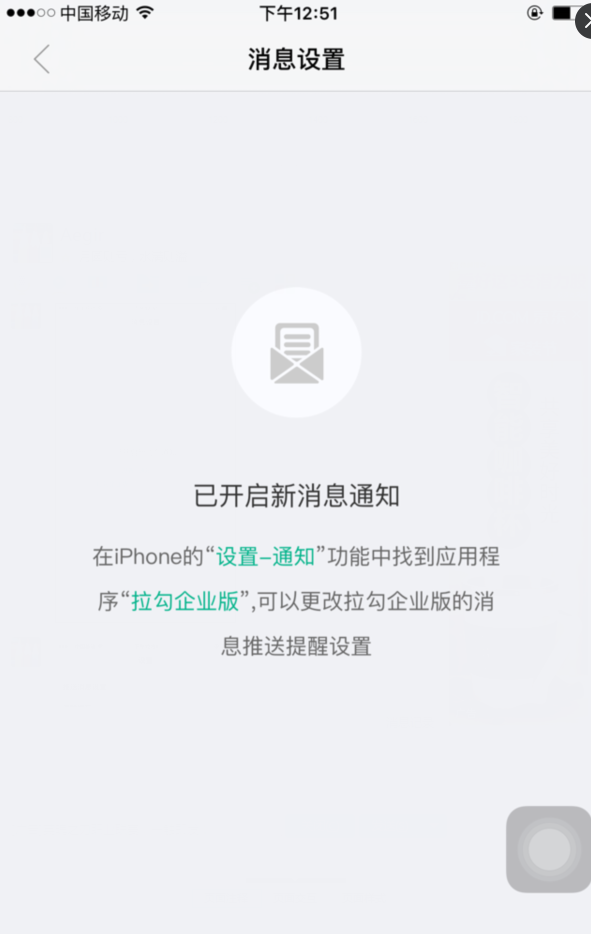 中国移动 下午12:51
消息设置
已开启新消息通知
在iPhone的“设置-通知”功能中找到应用程
序“拉勾企业版”,可以更改拉勾企业版的消
息推送提醒设置